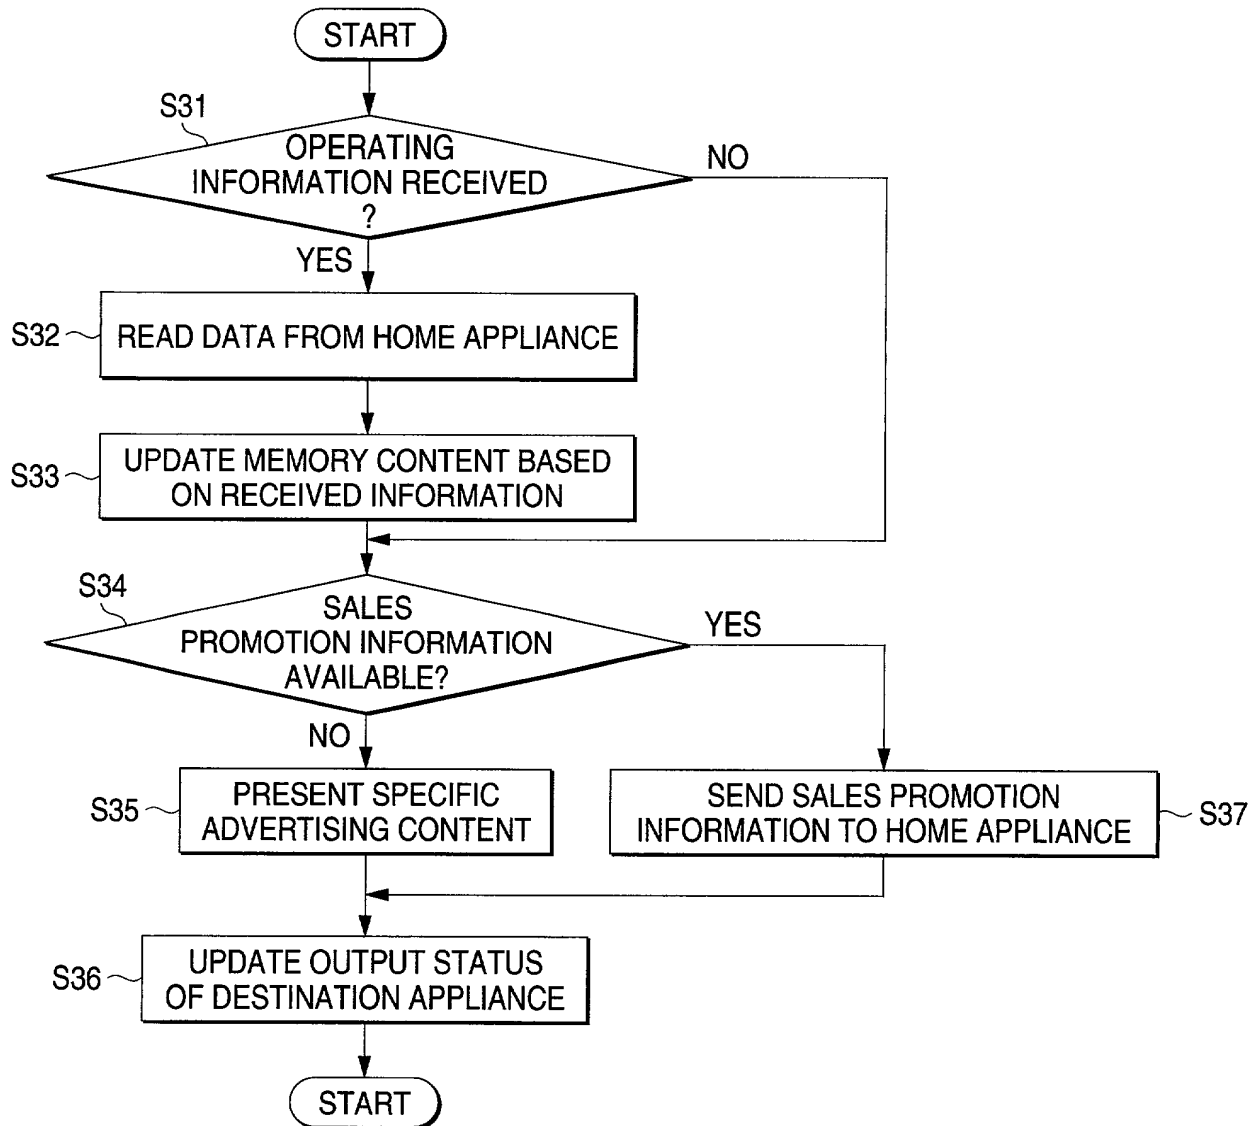 START
S31
OPERATING
INFORMATION RECEIVED
?
NO
YES
S32
READ DATA FROM HOME APPLIANCE
S33
UPDATE MEMORY CONTENT BASED
ON RECEIVED INFORMATION
S34
SALES
PROMOTION INFORMATION
AVAILABLE?
YES
NO
S35
PRESENT SPECIFIC
ADVERTISING CONTENT
SEND SALES PROMOTION
INFORMATION TO HOME APPLIANCE
S37
S36
UPDATE OUTPUT STATUS
OF DESTINATION APPLIANCE
START